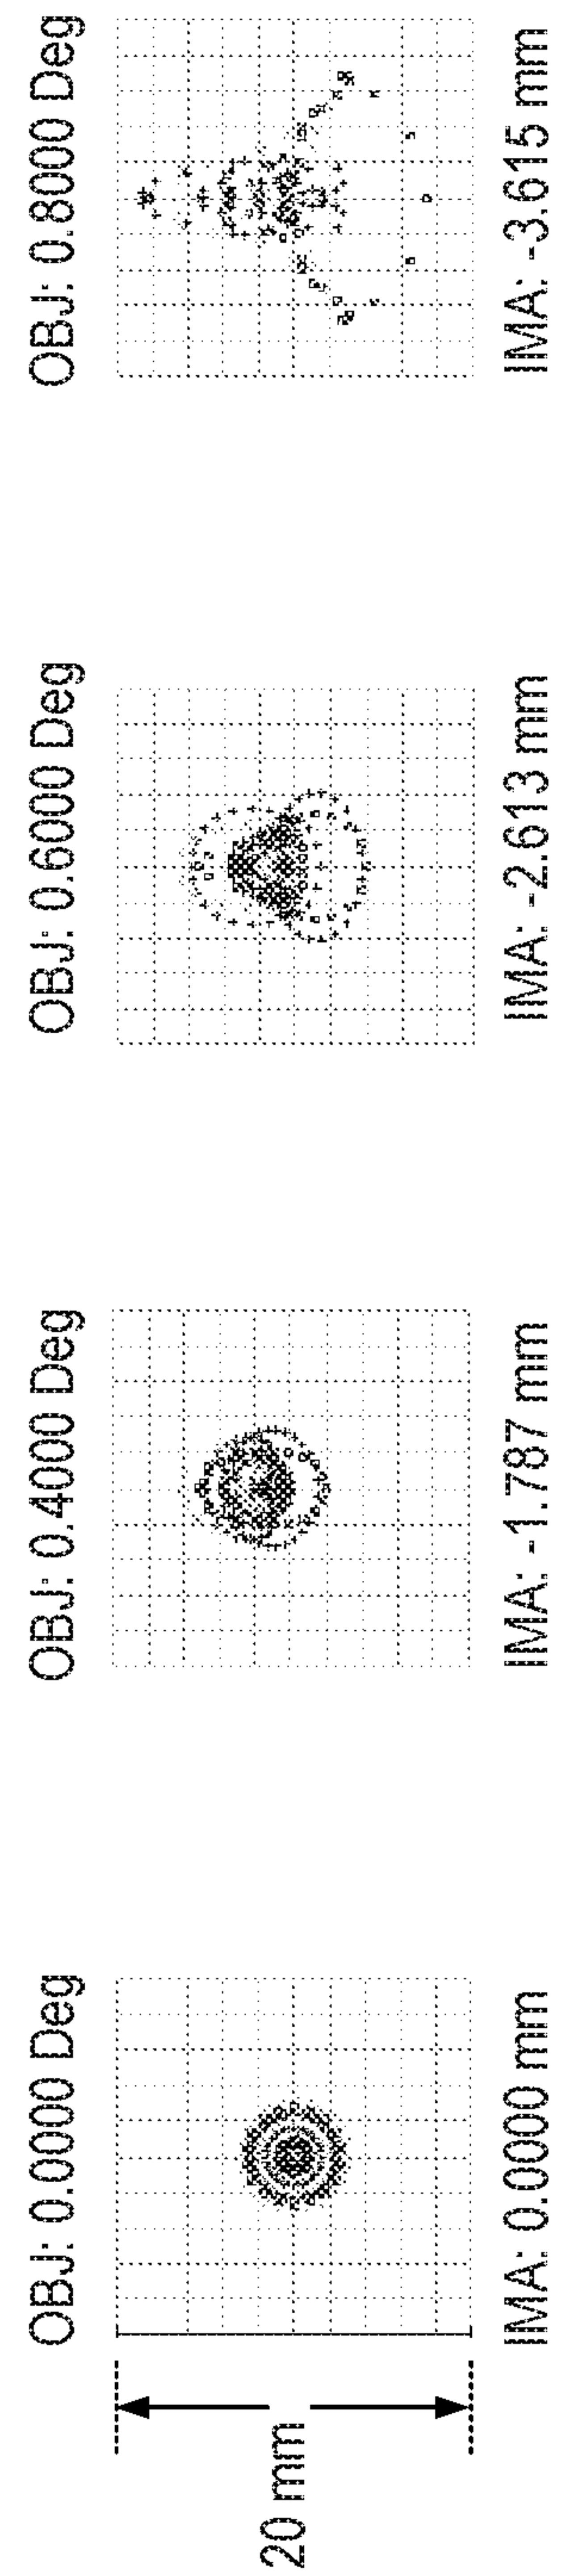 OBJ: 0.0000 Deg
OBJ: 0.4000 Deg
OBJ: 0.6000 Deg
OBJ: 0.8000 Deg
20 mm
IMA: 0.0000 mm
IMA: -1.787 mm
IMA: -2.613 mm
IMA: -3.615 mm